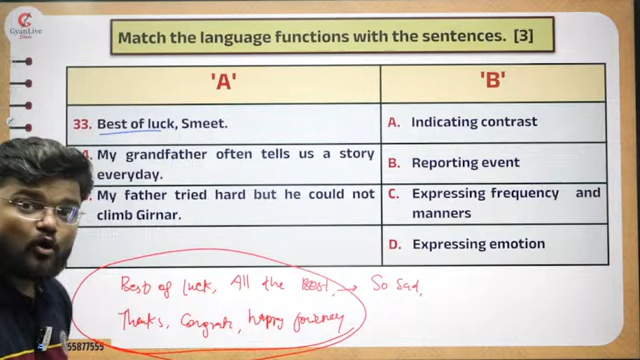 GyanLive
Match the language functions with the sentences. [3]
'A' 'B'
33. Best of luck, Smeet. A. Indicating contrast
My grandfather often tells us a story everyday. B. Reporting event
My father tried hard but he could not climb Girnar. C. Expressing frequency and manners
D. Expressing emotion
Best of luck, All the Best, → So Sad,
Thanks, Congrats, happy journey
55877555